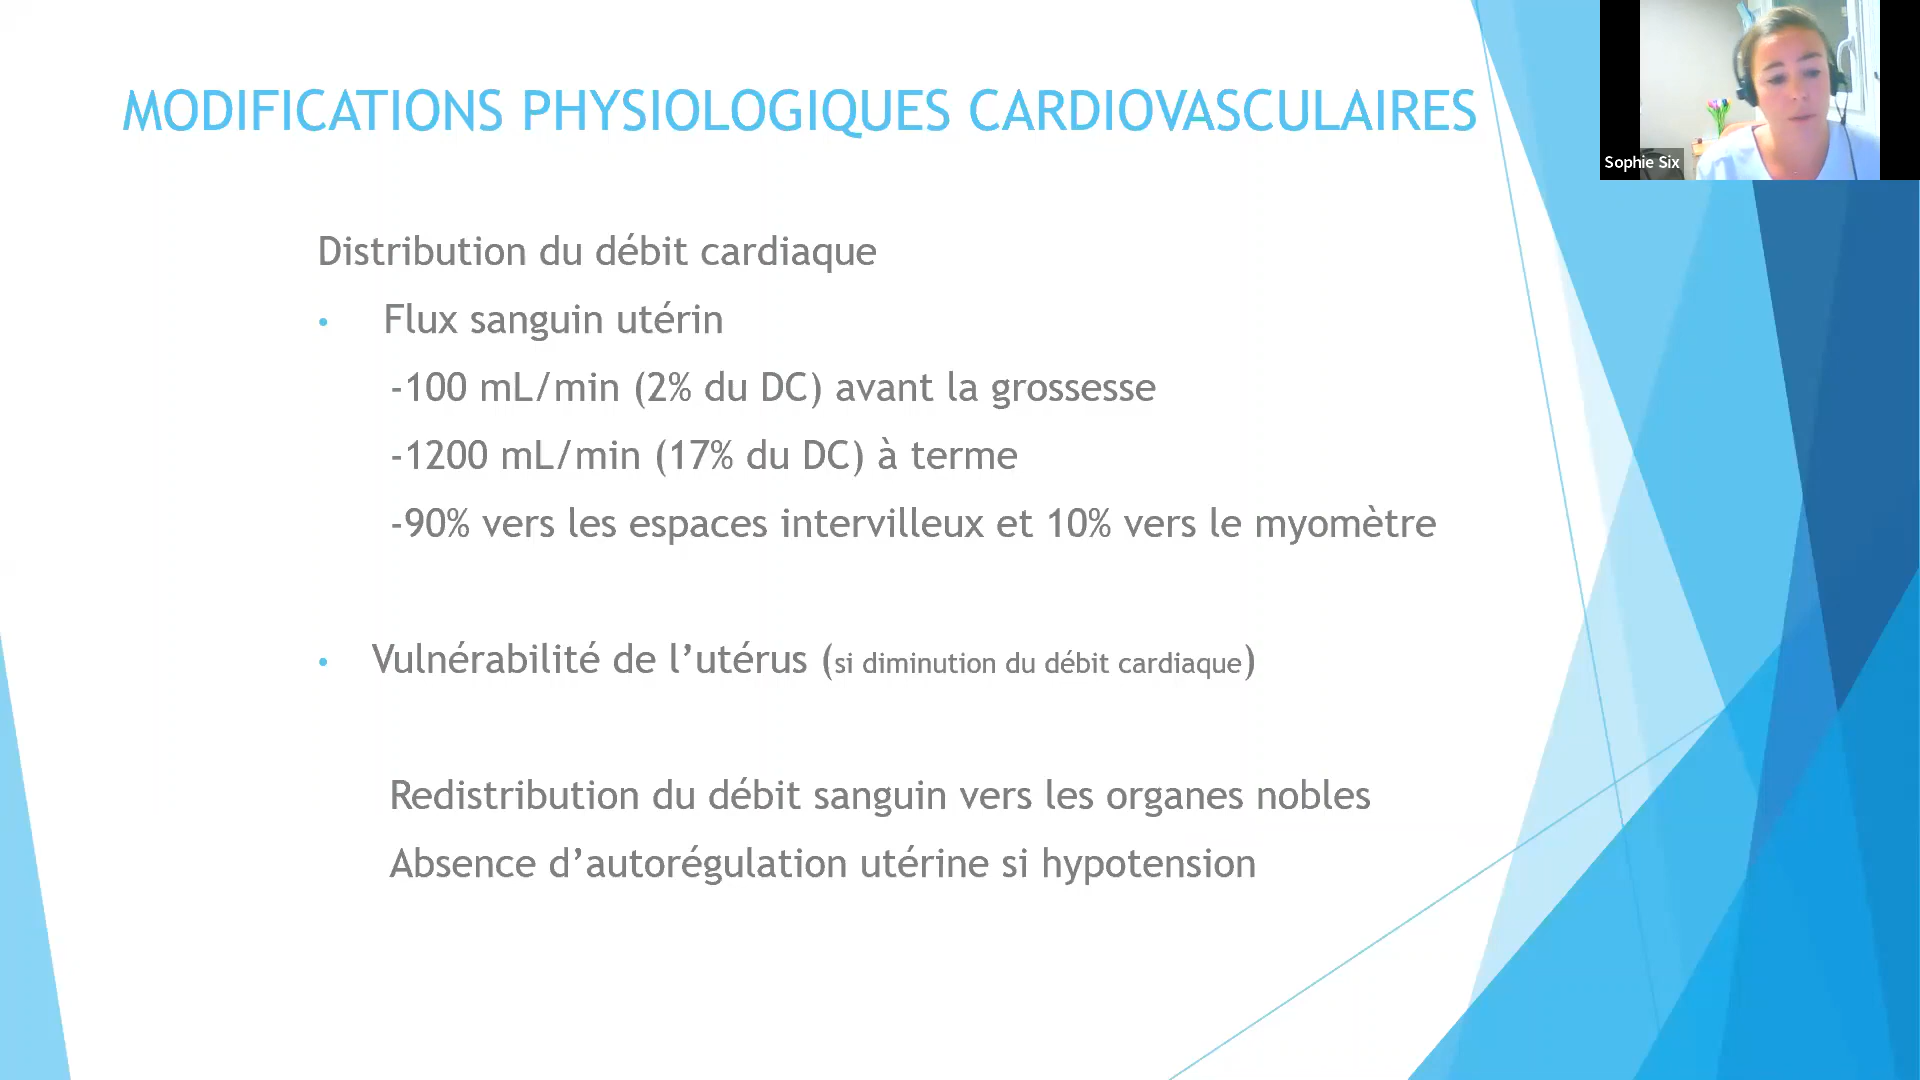 MODIFICATIONS PHYSIOLOGIQUES CARDIOVASCULAIRES
Sophie Six
Distribution du débit cardiaque
• Flux sanguin utérin
-100 mL/min (2% du DC) avant la grossesse
-1200 mL/min (17% du DC) à terme
-90% vers les espaces intervilleux et 10% vers le myomètre
• Vulnérabilité de l’utérus (si diminution du débit cardiaque)
Redistribution du débit sanguin vers les organes nobles
Absence d’autorégulation utérine si hypotension